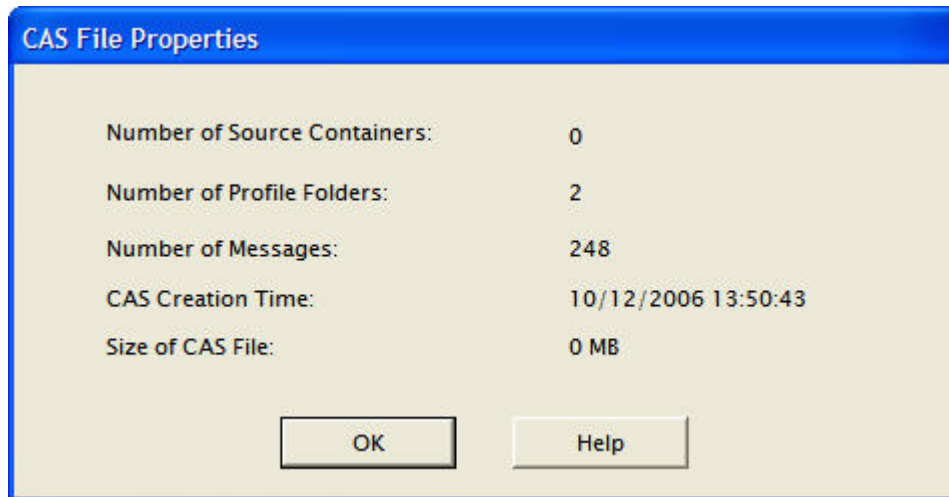 CAS File Properties
Number of Source Containers: 0
Number of Profile Folders: 2
Number of Messages: 248
CAS Creation Time: 10/12/2006 13:50:43
Size of CAS File: 0 MB
OK Help